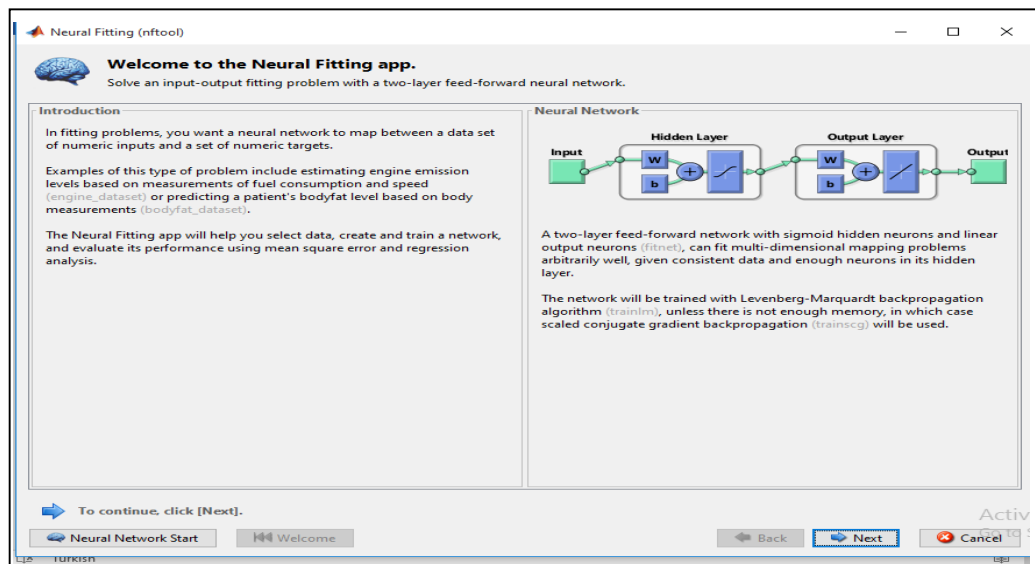 Neural Fitting (nftool)
Welcome to the Neural Fitting app.
Solve an input-output fitting problem with a two-layer feed-forward neural network.
Introduction
In fitting problems, you want a neural network to map between a data set
of numeric inputs and a set of numeric targets.
Examples of this type of problem include estimating engine emission
levels based on measurements of fuel consumption and speed
(engine_dataset) or predicting a patient's bodyfat level based on body
measurements (bodyfat_dataset).
The Neural Fitting app will help you select data, create and train a network,
and evaluate its performance using mean square error and regression
analysis.
Neural Network
Hidden Layer
Output Layer
Input
Output
W
b
+
W
b
+
A two-layer feed-forward network with sigmoid hidden neurons and linear
output neurons (fitnet), can fit multi-dimensional mapping problems
arbitrarily well, given consistent data and enough neurons in its hidden
layer.
The network will be trained with Levenberg-Marquardt backpropagation
algorithm (trainlm), unless there is not enough memory, in which case
scaled conjugate gradient backpropagation (trainscg) will be used.
To continue, click [Next].
Activ
Neural Network Start
Welcome
Back
Next
Cancel
Turkish